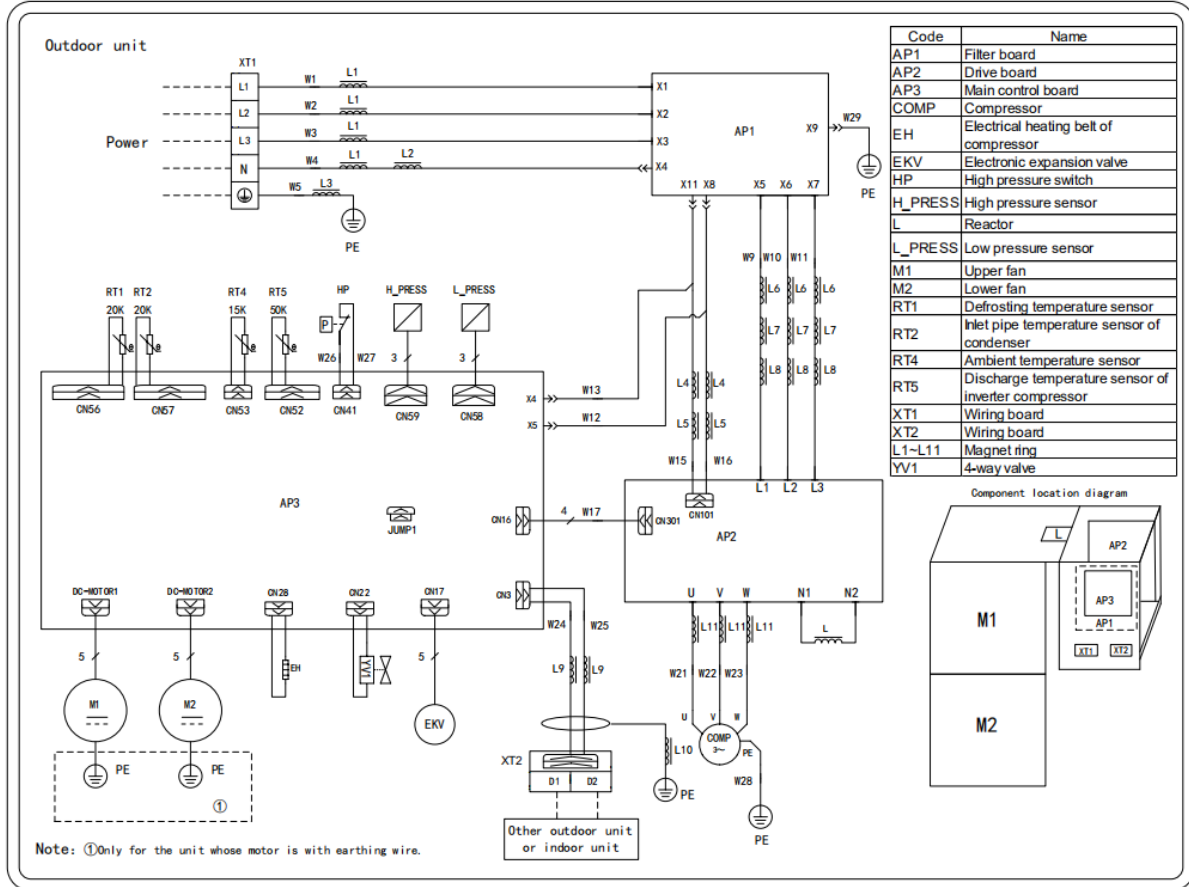 Outdoor unit
XT1
L1
L2
L3
N
Power
W1
L1
W2
L1
W3
L1
W4
L1
L2
W5
L3
PE
X1
X2
X3
X4
AP1
X9
W29
PE
X11 X8
X5 X6 X7
W9 W10 W11
L6 L6 L6
L7 L7 L7
L8 L8 L8
L4 L4
L5 L5
W15 W16
RT1 RT2
20K 20K
RT4 RT5
15K 50K
HP
P
W26 W27
H_PRESS
3
L_PRESS
3
CN56
CN57
CN53
CN52
CN41
CN59
CN58
X4
W13
X5
W12
AP3
JUMP1
CN16
4 W17
CN301
CN101
L1 L2 L3
AP2
U V W N1 N2
L
DC-MOTOR1
DC-MOTOR2
CN28
CN22
CN17
CN3
W24 W25
L9 L9
5
5
5
M1
M2
EH
YV1
EKV
PE
PE
①
XT2
D1 D2
L10
PE
Other outdoor unit
or indoor unit
L11 L11 L11
W21 W22 W23
U V W
COMP
3~
PE
W28
PE
Note: ①Only for the unit whose motor is with earthing wire.
Code Name
AP1 Filter board
AP2 Drive board
AP3 Main control board
COMP Compressor
EH Electrical heating belt of
compressor
EKV Electronic expansion valve
HP High pressure switch
H_PRESS High pressure sensor
L Reactor
L_PRESS Low pressure sensor
M1 Upper fan
M2 Lower fan
RT1 Defrosting temperature sensor
RT2 Inlet pipe temperature sensor of
condenser
RT4 Ambient temperature sensor
RT5 Discharge temperature sensor of
inverter compressor
XT1 Wiring board
XT2 Wiring board
L1~L11 Magnet ring
YV1 4-way valve
Component location diagram
L
AP2
AP3
AP1
XT1 XT2
M1
M2